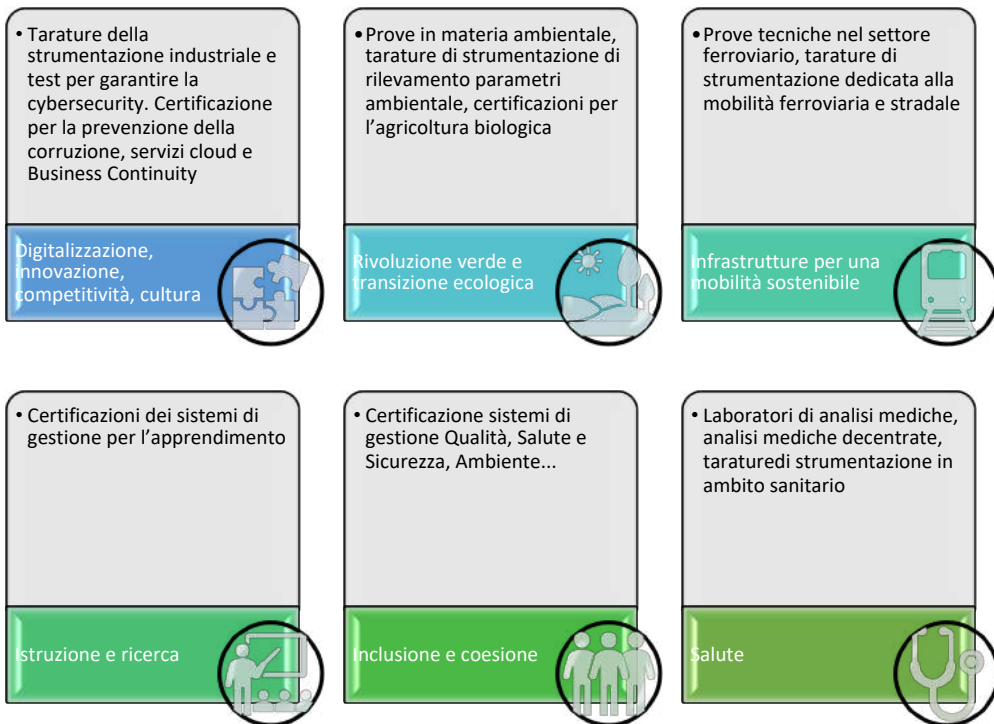 • Tarature della
strumentazione industriale e
test per garantire la
cybersecurity. Certificazione
per la prevenzione della
corruzione, servizi cloud e
Business Continuity
Digitalizzazione,
innovazione,
competitività, cultura
•Prove in materia ambientale,
tarature di strumentazione di
rilevamento parametri
ambientale, certificazioni per
l’agricoltura biologica
Rivoluzione verde e
transizione ecologica
•Prove tecniche nel settore
ferroviario, tarature di
strumentazione dedicata alla
mobilità ferroviaria e stradale
Infrastrutture per una
mobilità sostenibile
• Certificazioni dei sistemi di
gestione per l’apprendimento
Istruzione e ricerca
• Certificazione sistemi di
gestione Qualità, Salute e
Sicurezza, Ambiente...
Inclusione e coesione
• Laboratori di analisi mediche,
analisi mediche decentrate,
taraturedi strumentazione in
ambito sanitario
Salute